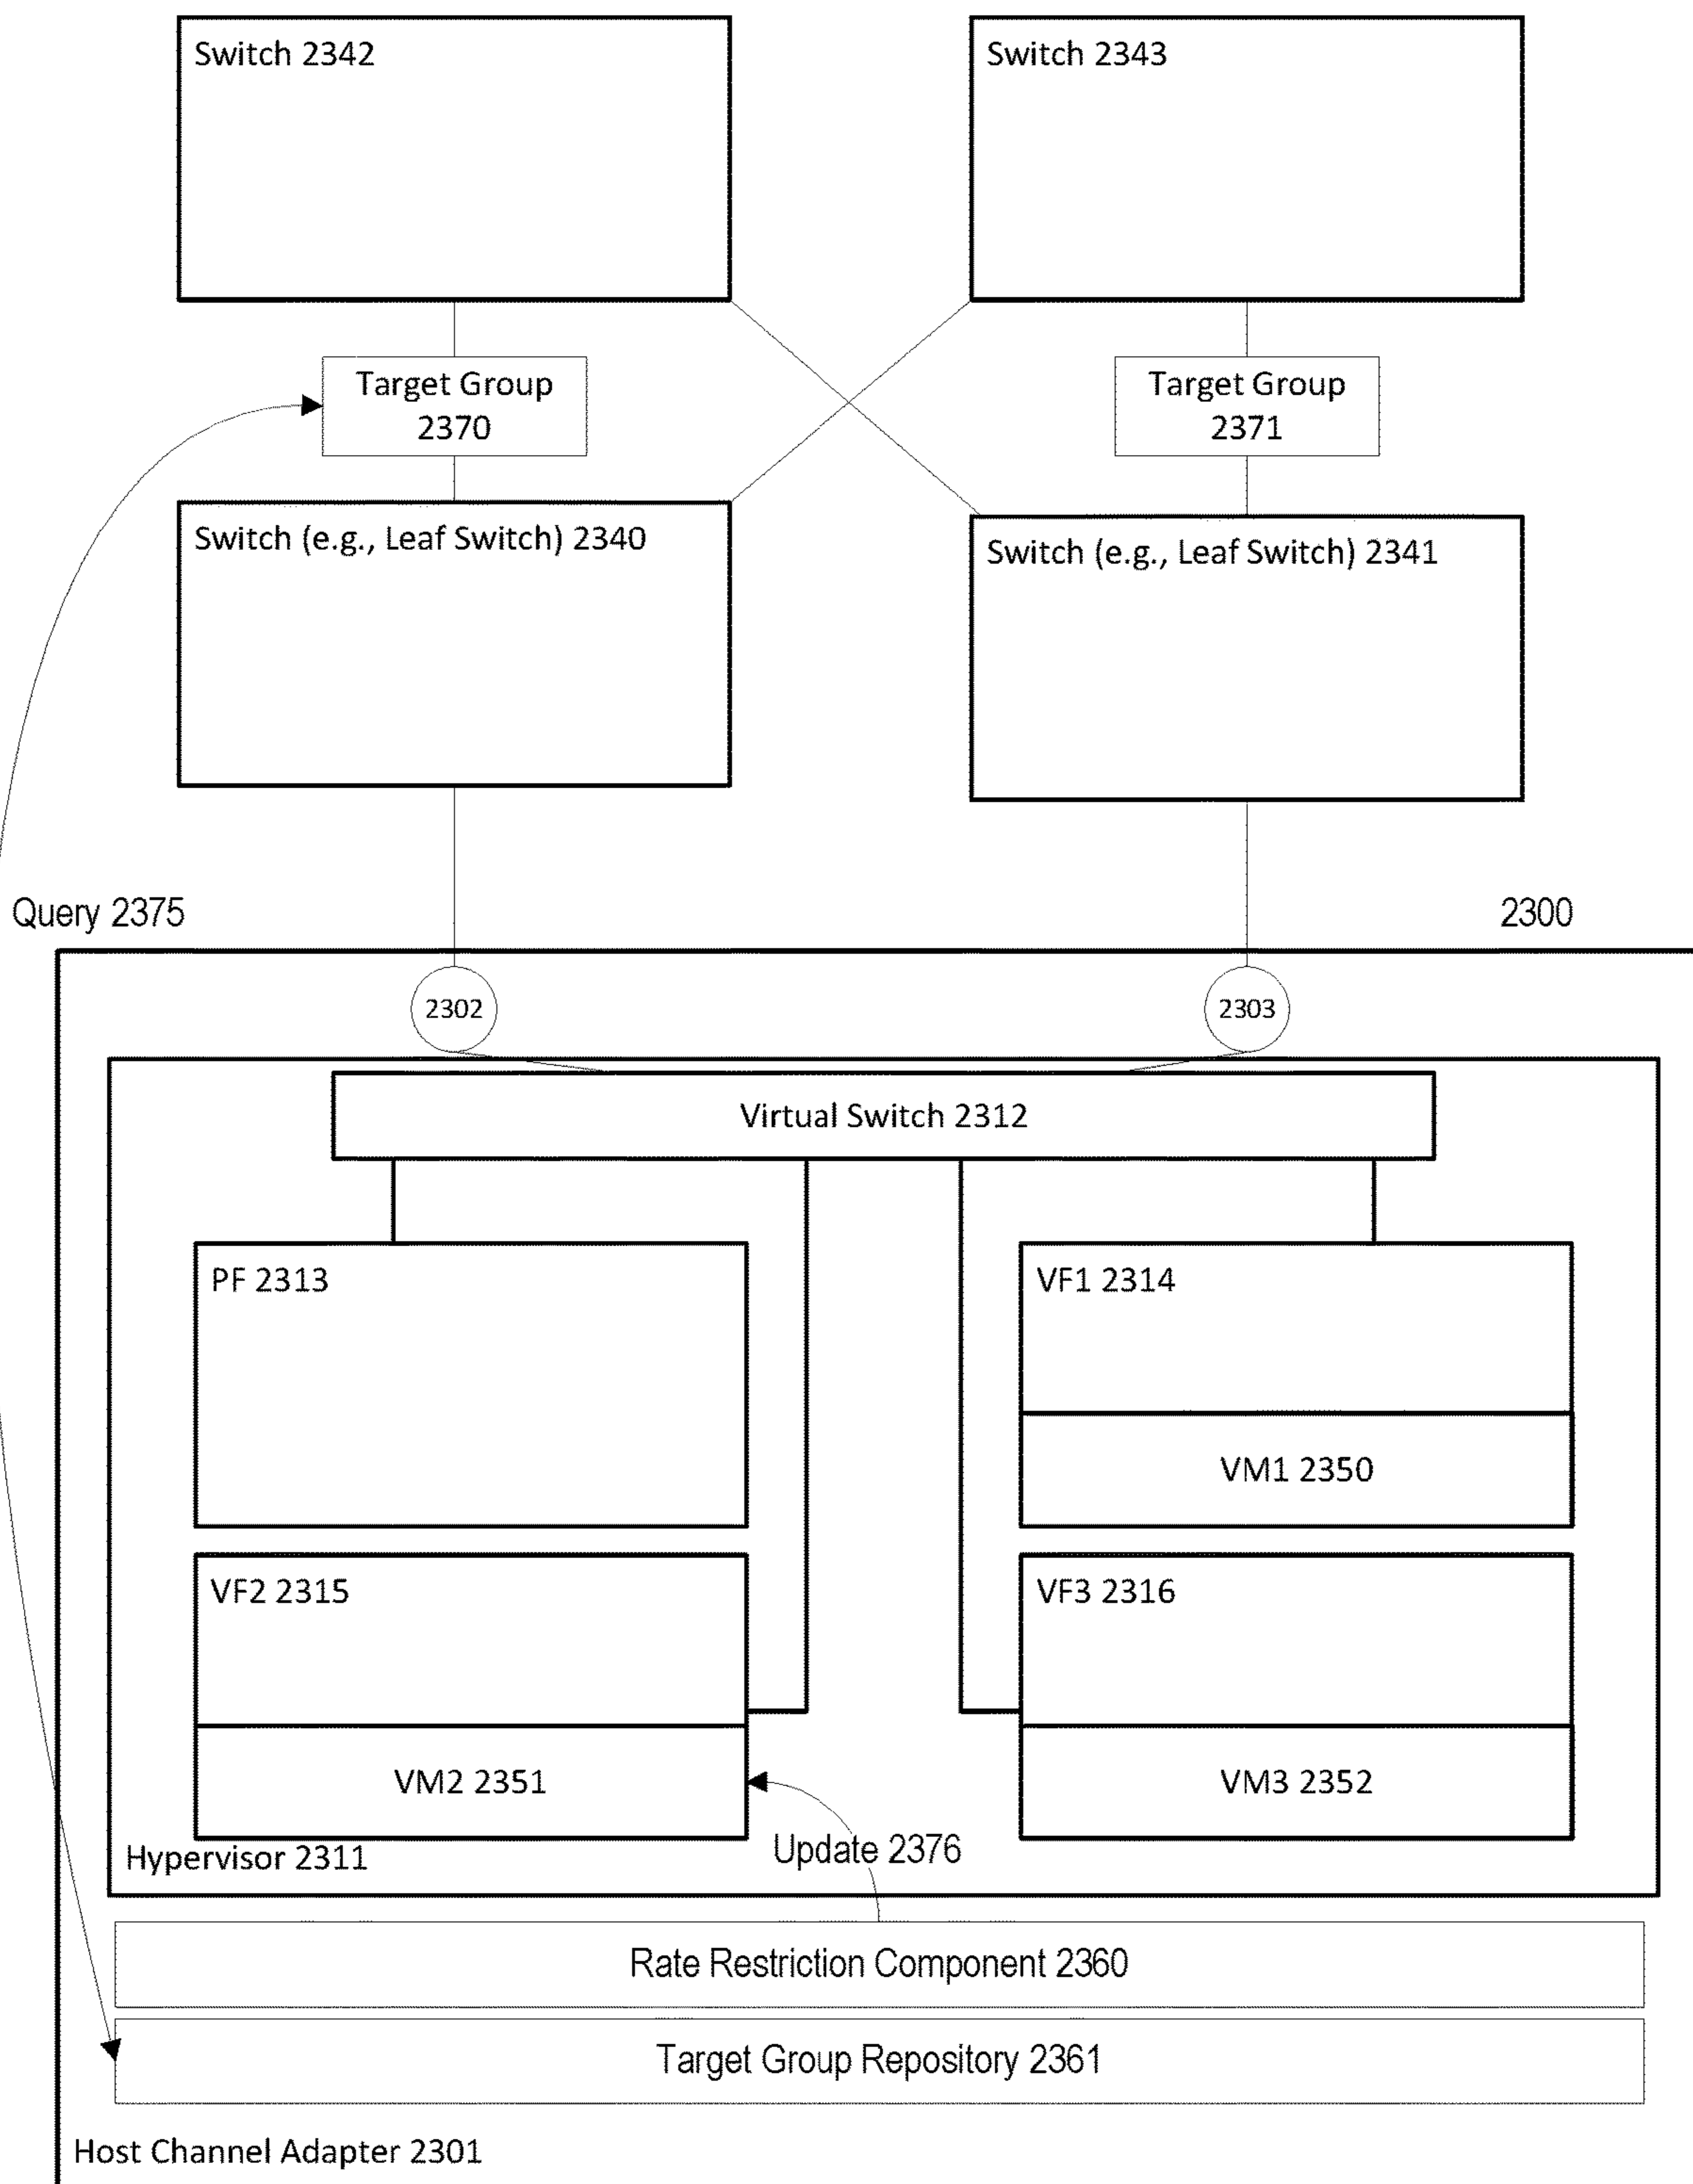 Switch 2342
Switch 2343
Target Group
2370
Target Group
2371
Switch (e.g., Leaf Switch) 2340
Switch (e.g., Leaf Switch) 2341
Query 2375
2300
2302
2303
Virtual Switch 2312
PF 2313
VF1 2314
VM1 2350
VF2 2315
VF3 2316
VM2 2351
VM3 2352
Update 2376
Hypervisor 2311
Rate Restriction Component 2360
Target Group Repository 2361
Host Channel Adapter 2301